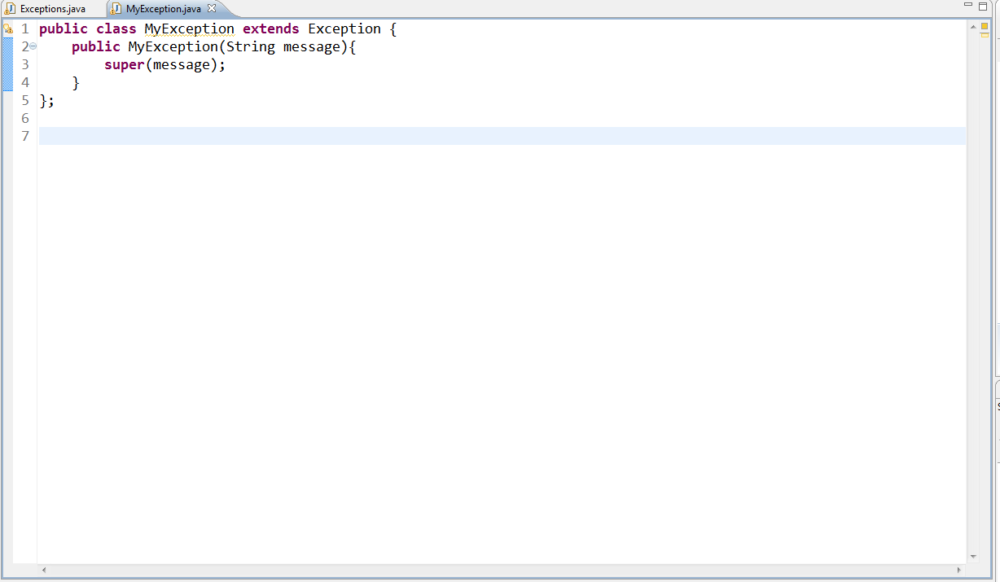 Exceptions.java
MyException.java
1 public class MyException extends Exception {
2 public MyException(String message){
3 super(message);
4 }
5 };
6
7